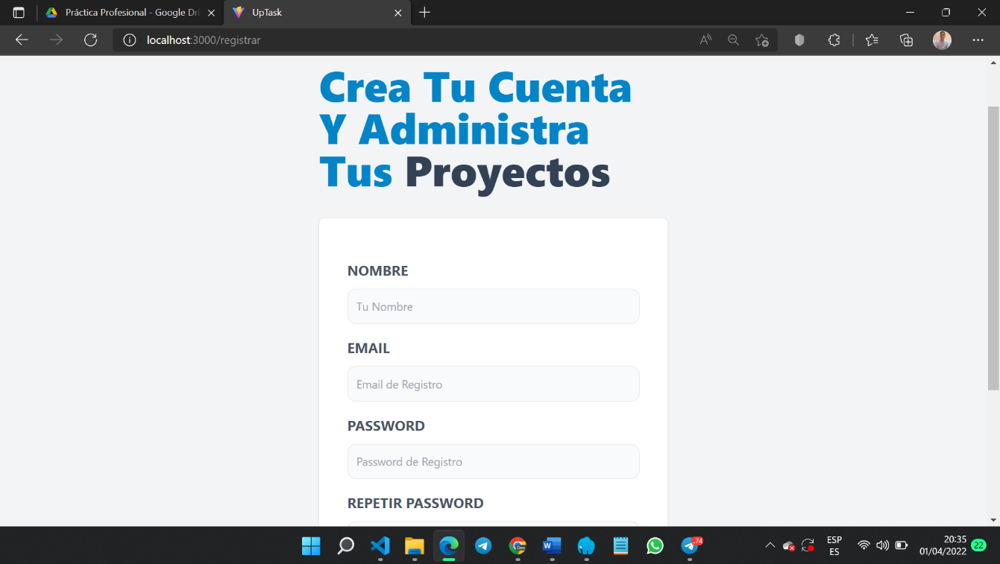 Práctica Profesional - Google Dri
UpTask
localhost:3000/registrar
Crea Tu Cuenta
Y Administra
Tus Proyectos
NOMBRE
Tu Nombre
EMAIL
Email de Registro
PASSWORD
Password de Registro
REPETIR PASSWORD
Dev
W
74
ESP
ES
20:35
01/04/2022
22